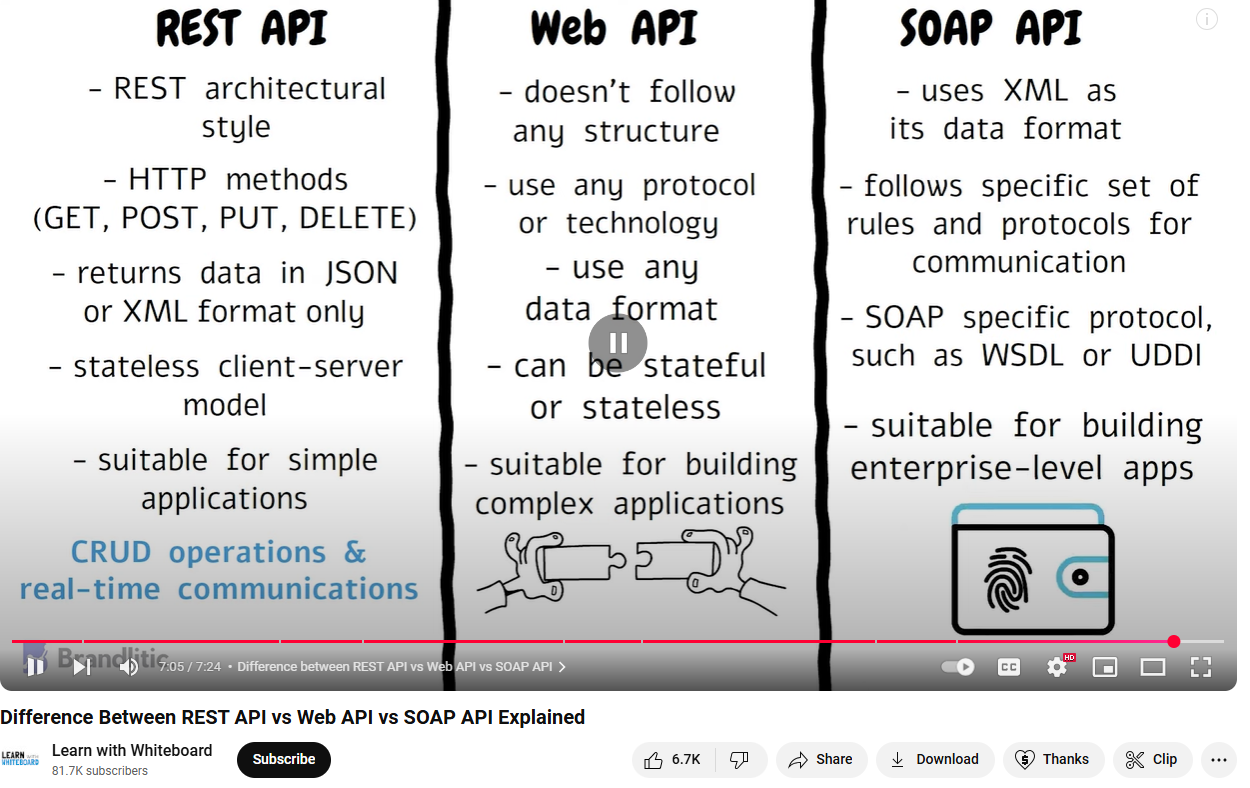 REST API
- REST architectural
style
- HTTP methods
(GET, POST, PUT, DELETE)
- returns data in JSON
or XML format only
- stateless client-server
model
- suitable for simple
applications
CRUD operations &
real-time communications
Web API
- doesn't follow
any structure
- use any protocol
or technology
- use any
data format
- can be stateful
or stateless
- suitable for building
complex applications
SOAP API
- uses XML as
its data format
- follows specific set of
rules and protocols for
communication
- SOAP specific protocol,
such as WSDL or UDDI
- suitable for building
enterprise-level apps
Brandlitic
7:05 / 7:24 • Difference between REST API vs Web API vs SOAP API
CC
HD
Difference Between REST API vs Web API vs SOAP API Explained
LEARN WITH
WHITEBOARD
Learn with Whiteboard
81.7K subscribers
Subscribe
6.7K
Share
Download
Thanks
Clip